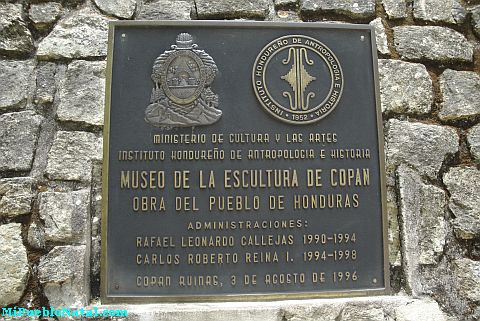 INSTITUTO HONDUREÑO DE ANTROPOLOGIA E HISTORIA
1952
MINISTERIO DE CULTURA Y LAS ARTES
INSTITUTO HONDUREÑO DE ANTROPOLOGIA E HISTORIA
MUSEO DE LA ESCULTURA DE COPAN
OBRA DEL PUEBLO DE HONDURAS
ADMINISTRACIONES:
RAFAEL LEONARDO CALLEJAS 1990-1994
CARLOS ROBERTO REINA I. 1994-1998
COPAN RUINAS, 3 DE AGOSTO DE 1996
MiPuebloNatal.com